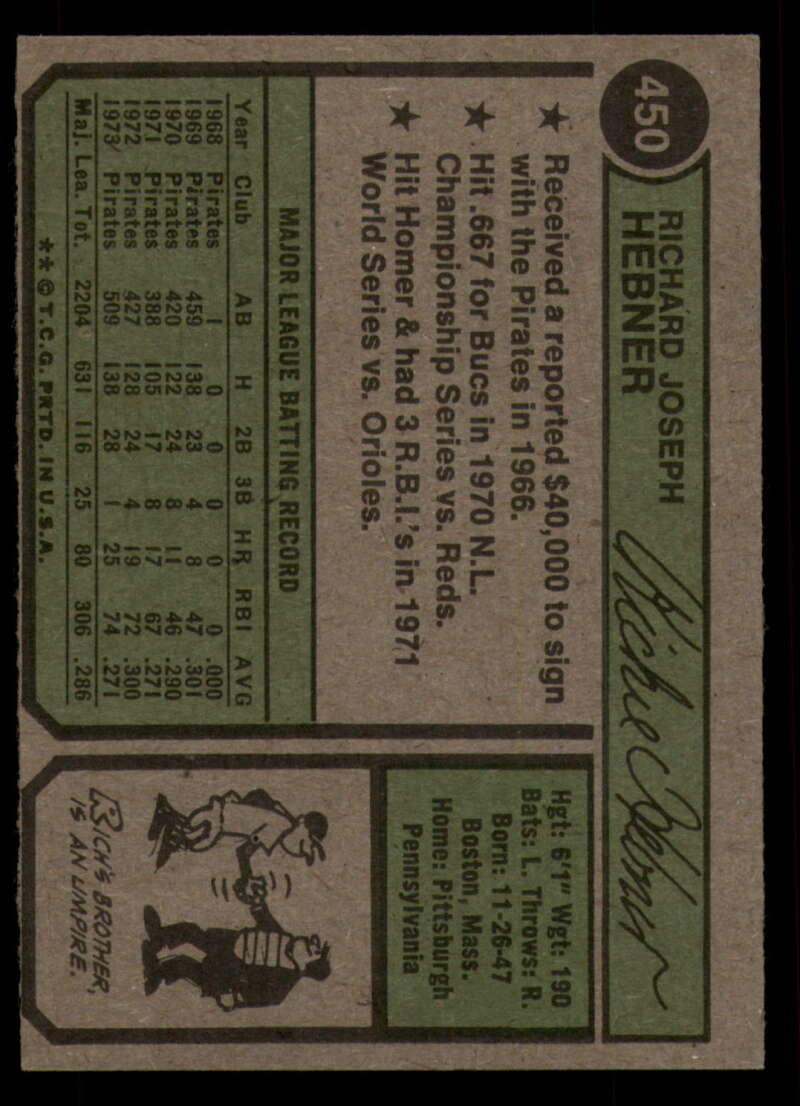 450
RICHARD JOSEPH
HEBNER
Richie Hebner
★ Received a reported $40,000 to sign
with the Pirates in 1966.
★ Hit .667 for Bucs in 1970 N.L.
Championship Series vs. Reds.
★ Hit Homer & had 3 R.B.I.'s in 1971
World Series vs. Orioles.
MAJOR LEAGUE BATTING RECORD
Year Club AB H 2B 3B HR RBI AVG
1968 Pirates 1 0 0 0 0 0 .000
1969 Pirates 459 138 23 4 8 47 .301
1970 Pirates 420 122 24 8 11 46 .290
1971 Pirates 388 105 17 8 17 67 .271
1972 Pirates 427 128 24 4 19 72 .300
1973 Pirates 509 138 28 1 25 74 .271
Maj. Lea. Tot. 2204 631 116 25 80 306 .286
** © T.C.G. PRTD. IN U.S.A.
Hgt: 6'1" Wgt: 190
Bats: L. Throws: R.
Born: 11-26-47
Boston, Mass.
Home: Pittsburgh
Pennsylvania
RICH'S BROTHER,
IS AN UMPIRE.